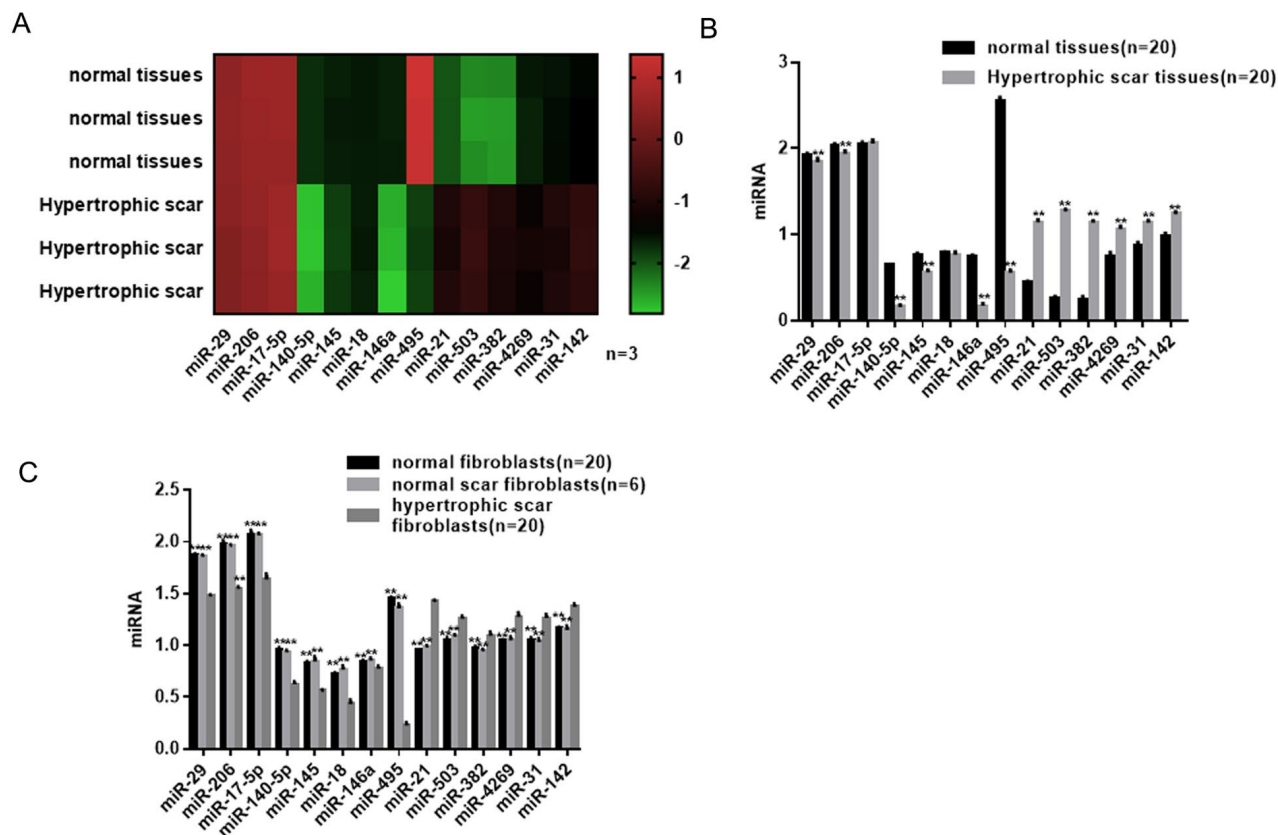 A
normal tissues
normal tissues
normal tissues
Hypertrophic scar
Hypertrophic scar
Hypertrophic scar
1
0
-1
-2
miR-29
miR-206
miR-17-5p
miR-140-5p
miR-145
miR-18
miR-146a
miR-495
miR-21
miR-503
miR-382
miR-4269
miR-31
miR-142
n=3
B
normal tissues(n=20)
Hypertrophic scar tissues(n=20)
miRNA
3
2
1
0
** ** ** ** ** ** ** ** ** ** ** **
miR-29
miR-206
miR-17-5p
miR-140-5p
miR-145
miR-18
miR-146a
miR-495
miR-21
miR-503
miR-382
miR-4269
miR-31
miR-142
C
normal fibroblasts(n=20)
normal scar fibroblasts(n=6)
hypertrophic scar
fibroblasts(n=20)
miRNA
2.5
2.0
1.5
1.0
0.5
0.0
** ** ** ** ** ** ** ** ** ** ** ** ** ** ** ** ** ** ** ** ** ** ** ** ** ** ** ** **
miR-29
miR-206
miR-17-5p
miR-140-5p
miR-145
miR-18
miR-146a
miR-495
miR-21
miR-503
miR-382
miR-4269
miR-31
miR-142